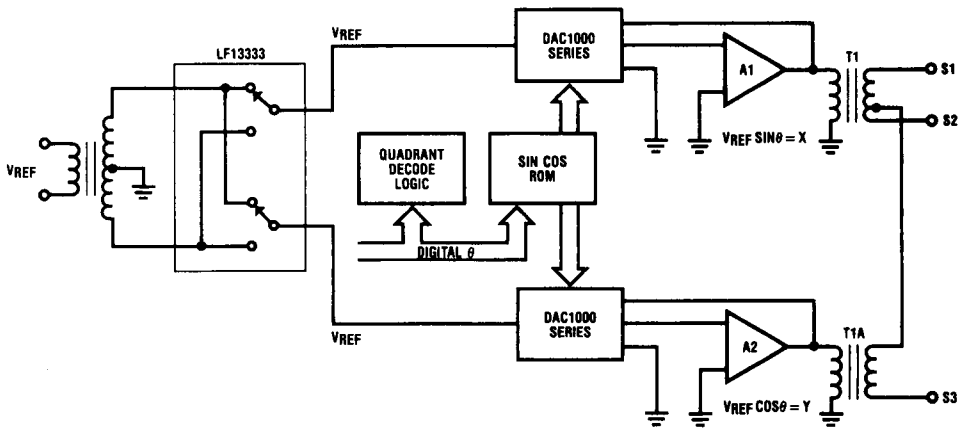 LF13333
VREF
DAC1000
SERIES
A1
T1
S1
S2
VREF SINθ = X
VREF
QUADRANT
DECODE
LOGIC
SIN COS
ROM
DIGITAL θ
VREF
DAC1000
SERIES
A2
T1A
S3
VREF COSθ = Y